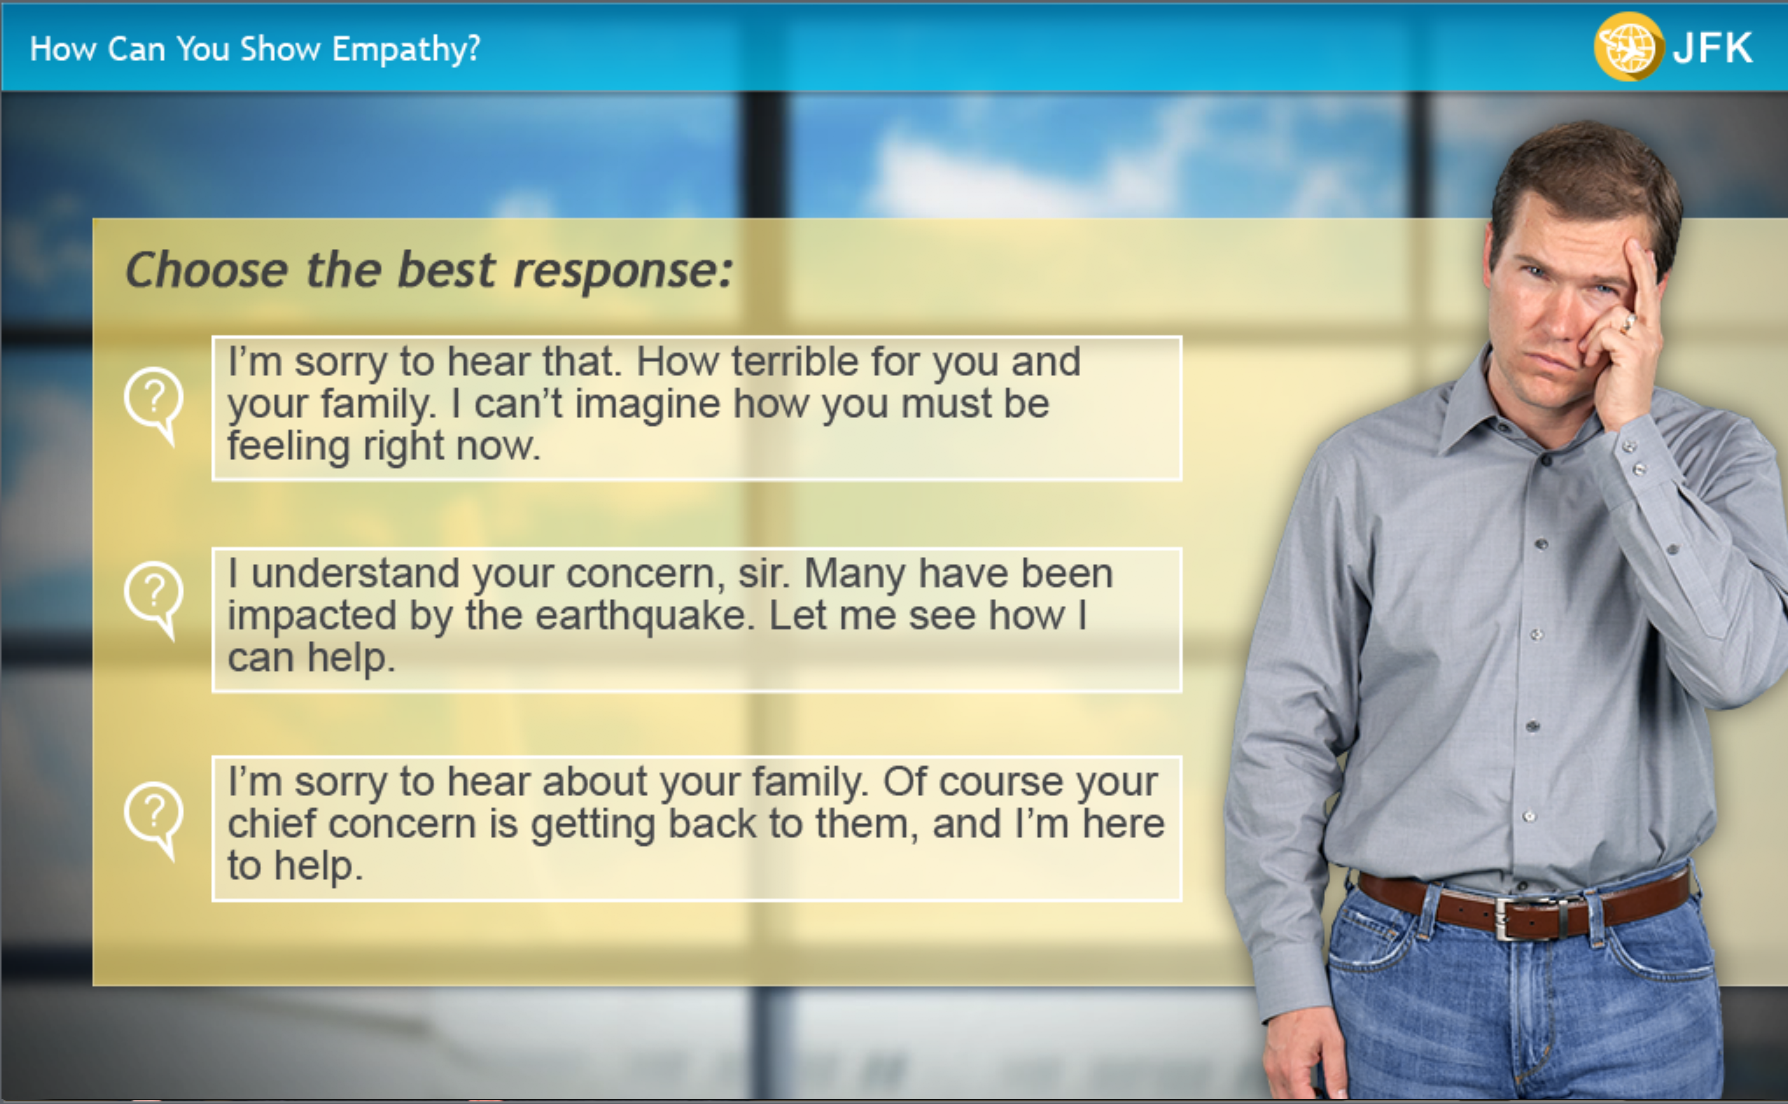 How Can You Show Empathy?
JFK
Choose the best response:
I’m sorry to hear that. How terrible for you and
your family. I can’t imagine how you must be
feeling right now.
I understand your concern, sir. Many have been
impacted by the earthquake. Let me see how I
can help.
I’m sorry to hear about your family. Of course your
chief concern is getting back to them, and I’m here
to help.